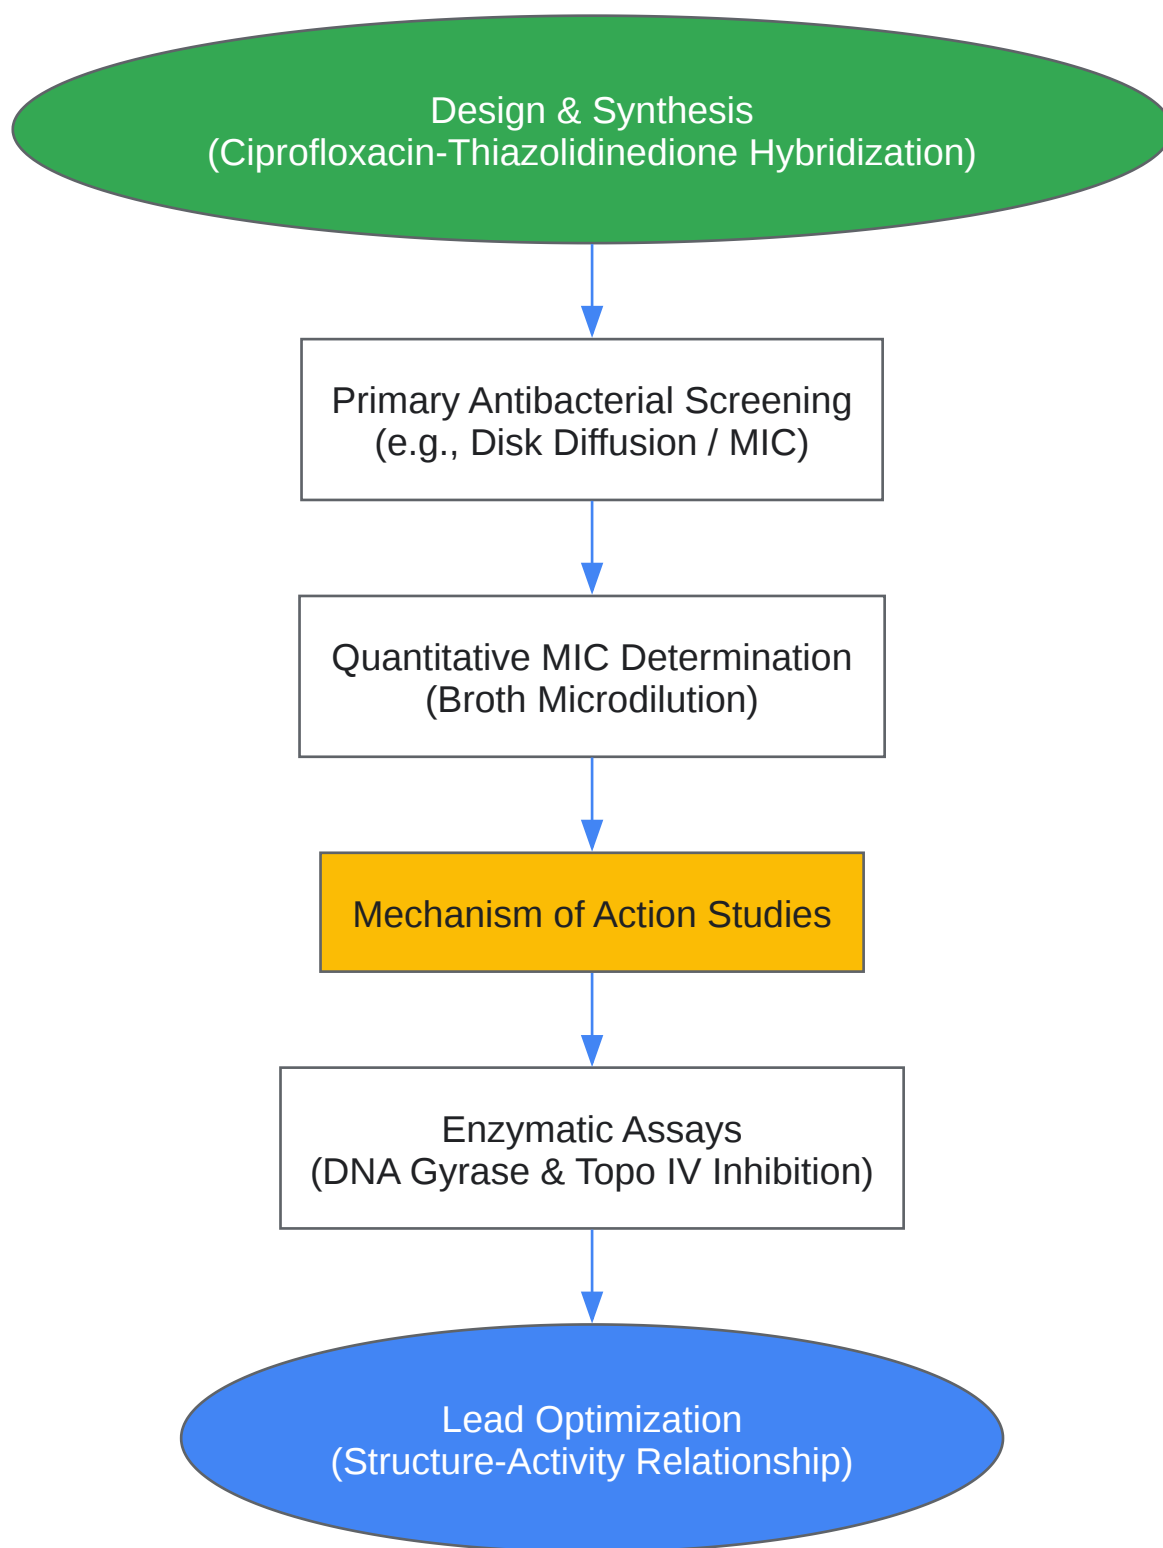 Design & Synthesis
(Ciprofloxacin-Thiazolidinedione Hybridization)
Primary Antibacterial Screening
(e.g., Disk Diffusion / MIC)
Quantitative MIC Determination
(Broth Microdilution)
Mechanism of Action Studies
Enzymatic Assays
(DNA Gyrase & Topo IV Inhibition)
Lead Optimization
(Structure-Activity Relationship)